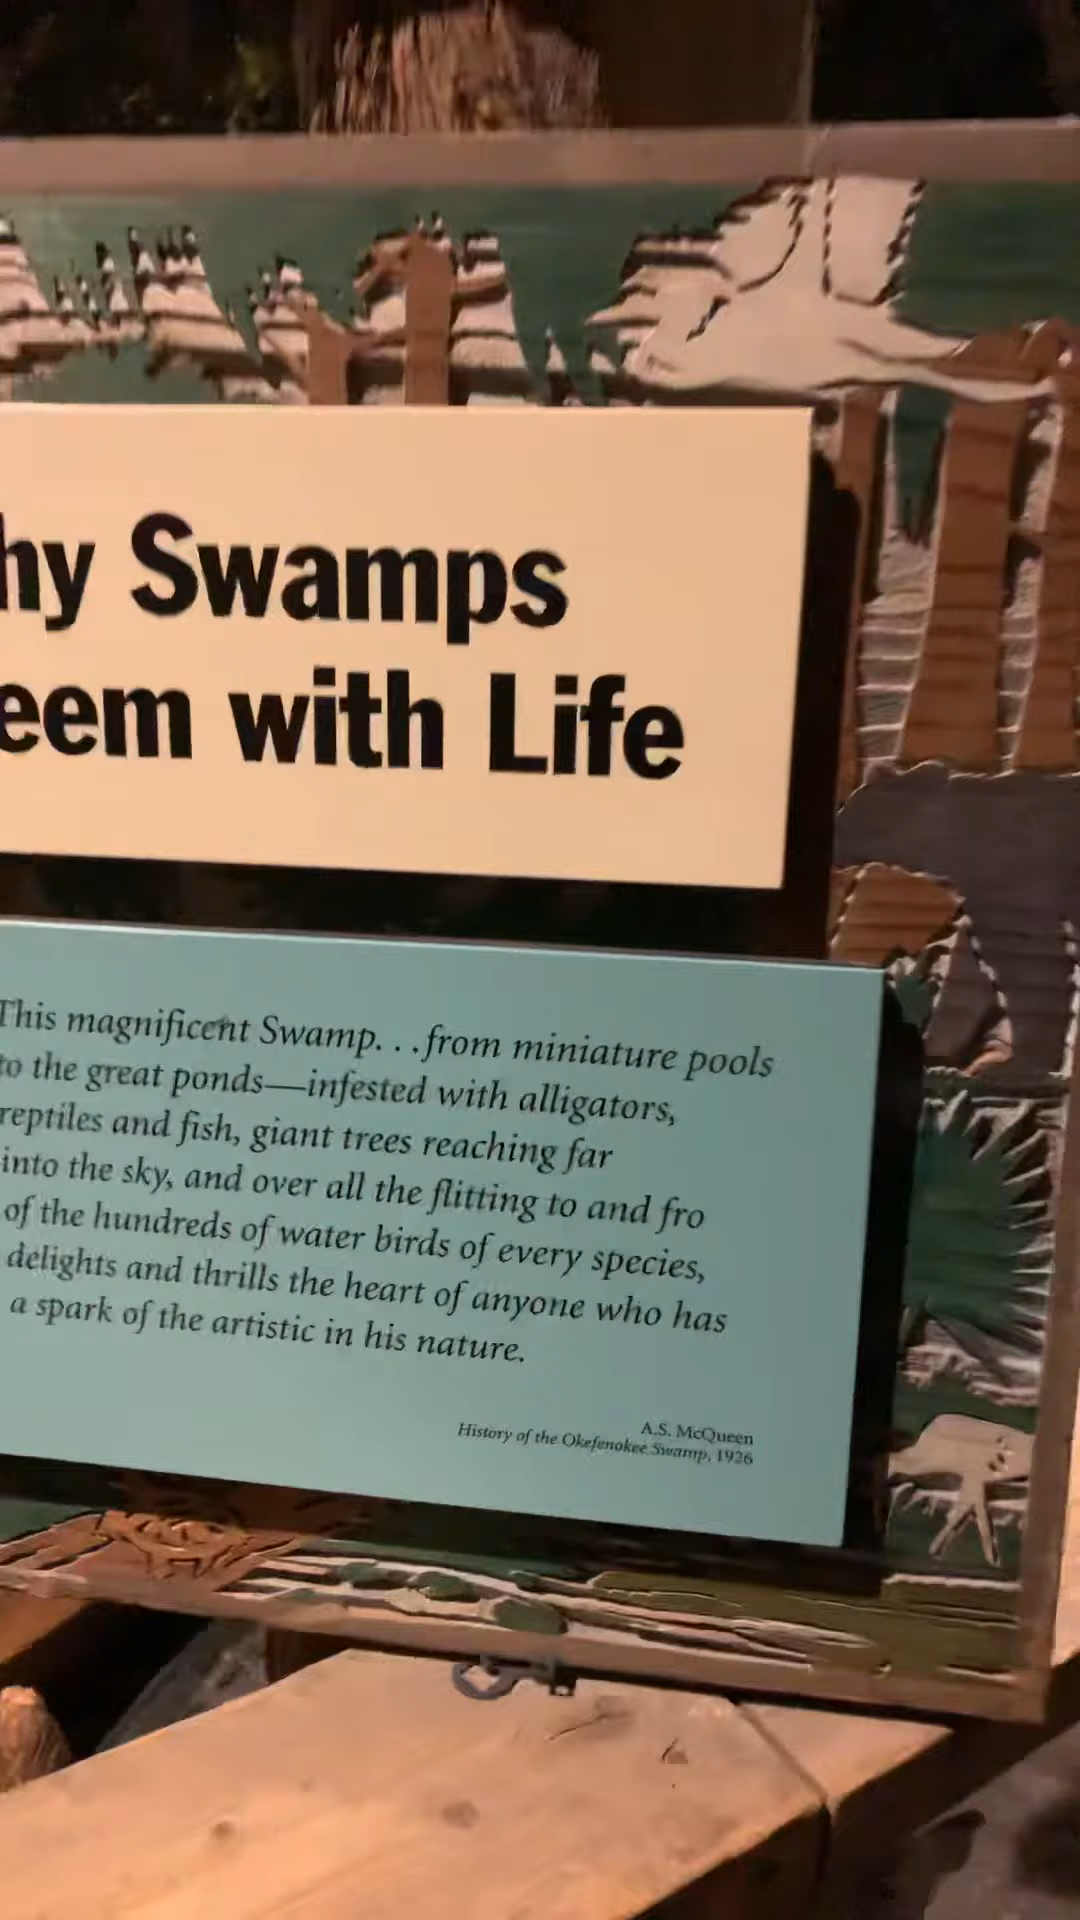 hy Swamps
eem with Life
This magnificent Swamp. . .from miniature pools
to the great ponds—infested with alligators,
reptiles and fish, giant trees reaching far
into the sky, and over all the flitting to and fro
of the hundreds of water birds of every species,
delights and thrills the heart of anyone who has
a spark of the artistic in his nature.
A.S. McQueen
History of the Okefenokee Swamp, 1926